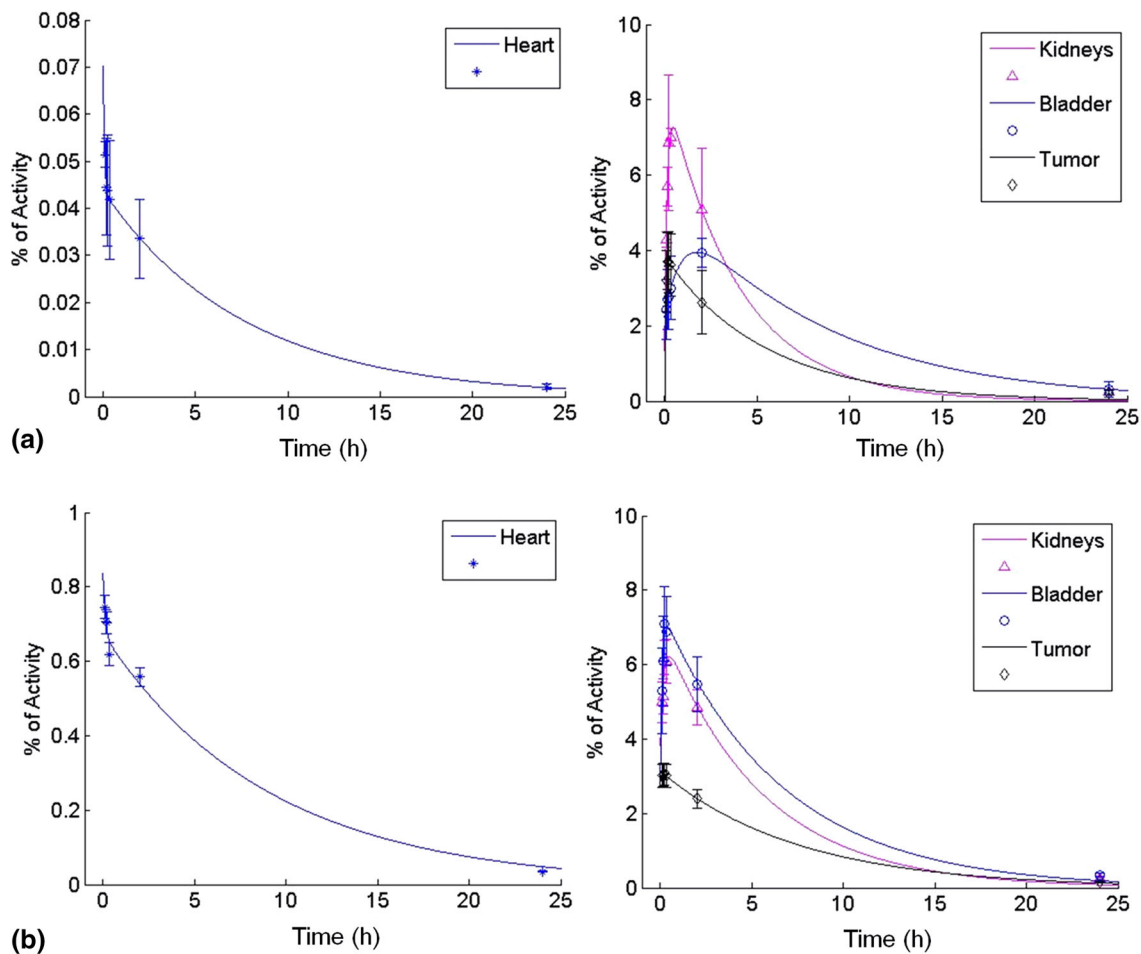 0.08
0.07
0.06
0.05
0.04
0.03
0.02
0.01
0
% of Activity
0 5 10 15 20 25
Time (h)
Heart
(a)
10
8
6
4
2
0
% of Activity
0 5 10 15 20 25
Time (h)
Kidneys
Bladder
Tumor
1
0.8
0.6
0.4
0.2
0
% of Activity
0 5 10 15 20 25
Time (h)
Heart
(b)
10
8
6
4
2
0
% of Activity
0 5 10 15 20 25
Time (h)
Kidneys
Bladder
Tumor